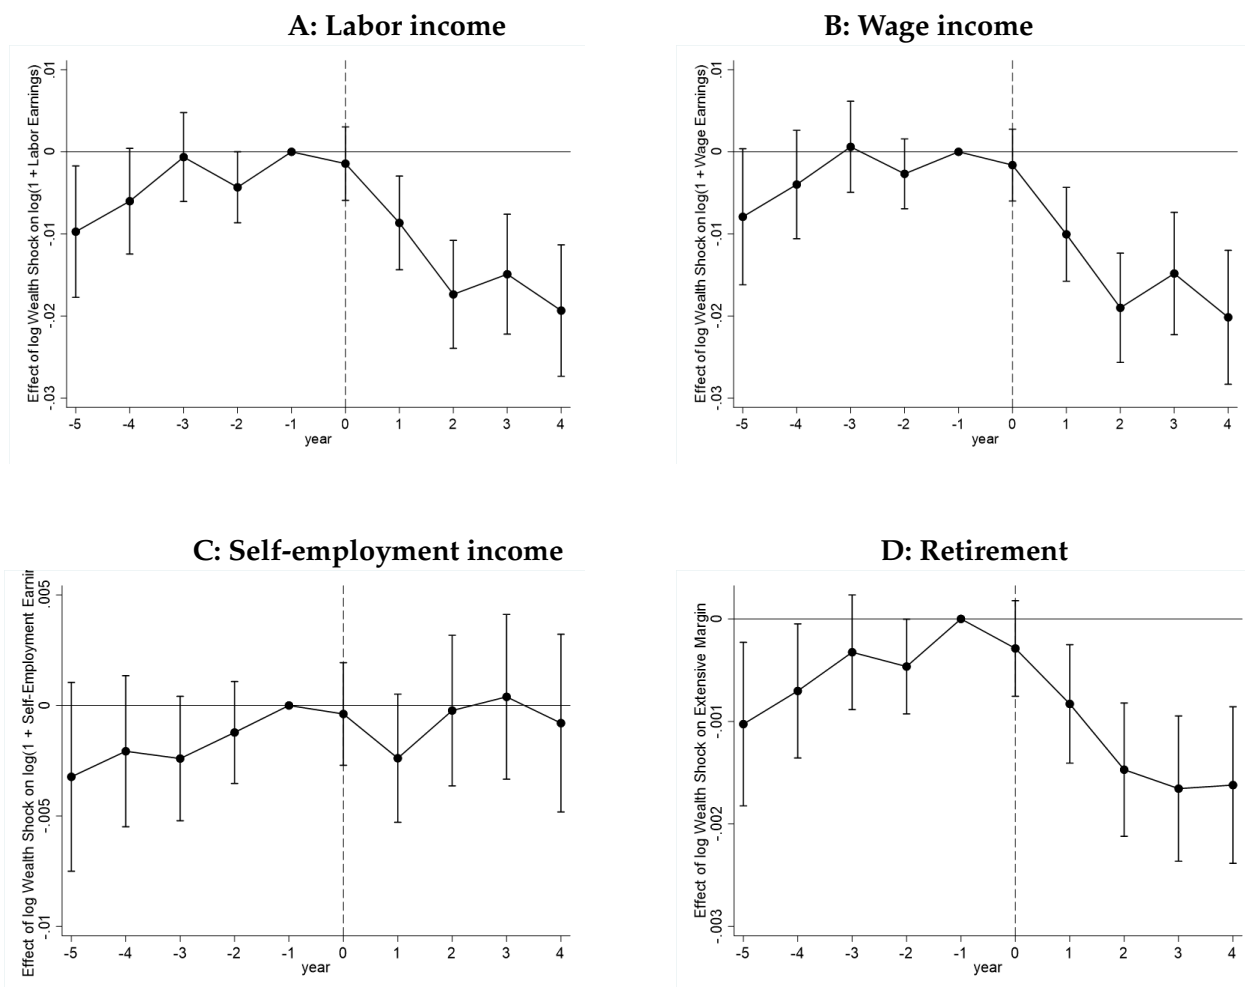 A: Labor income
Effect of log Wealth Shock on log(1 + Labor Earnings)
.01
0
-.01
-.02
-.03
-5 -4 -3 -2 -1 0 1 2 3 4
year
B: Wage income
Effect of log Wealth Shock on log(1 + Wage Earnings)
.01
0
-.01
-.02
-.03
-5 -4 -3 -2 -1 0 1 2 3 4
year
C: Self-employment income
Effect of log Wealth Shock on log(1 + Self-Employment Earnin
.005
0
-.005
-.01
-5 -4 -3 -2 -1 0 1 2 3 4
year
D: Retirement
Effect of log Wealth Shock on Extensive Margin
0
-.001
-.002
-.003
-5 -4 -3 -2 -1 0 1 2 3 4
year